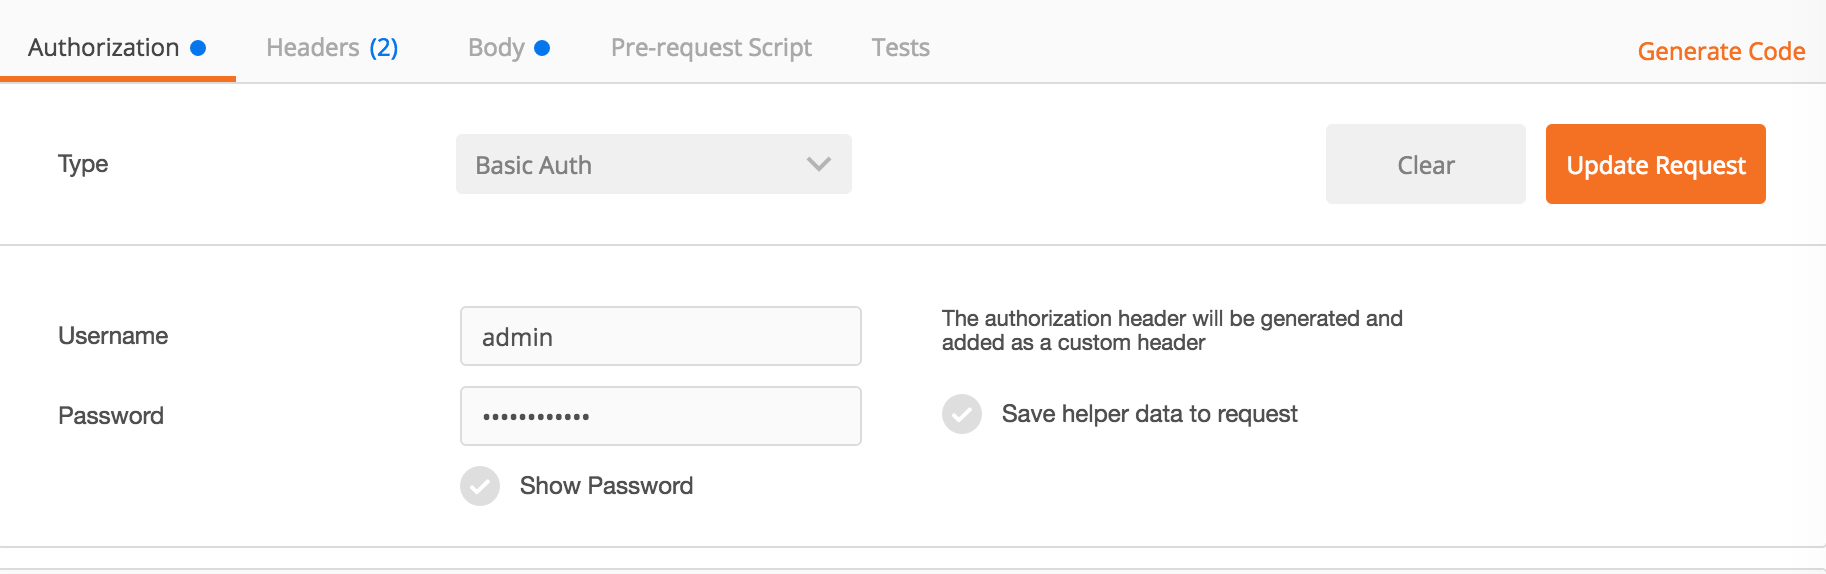 Authorization Headers (2) Body Pre-request Script Tests Generate Code
Type Basic Auth Clear Update Request
Username admin The authorization header will be generated and
added as a custom header
Password •••••••••••• Save helper data to request
Show Password